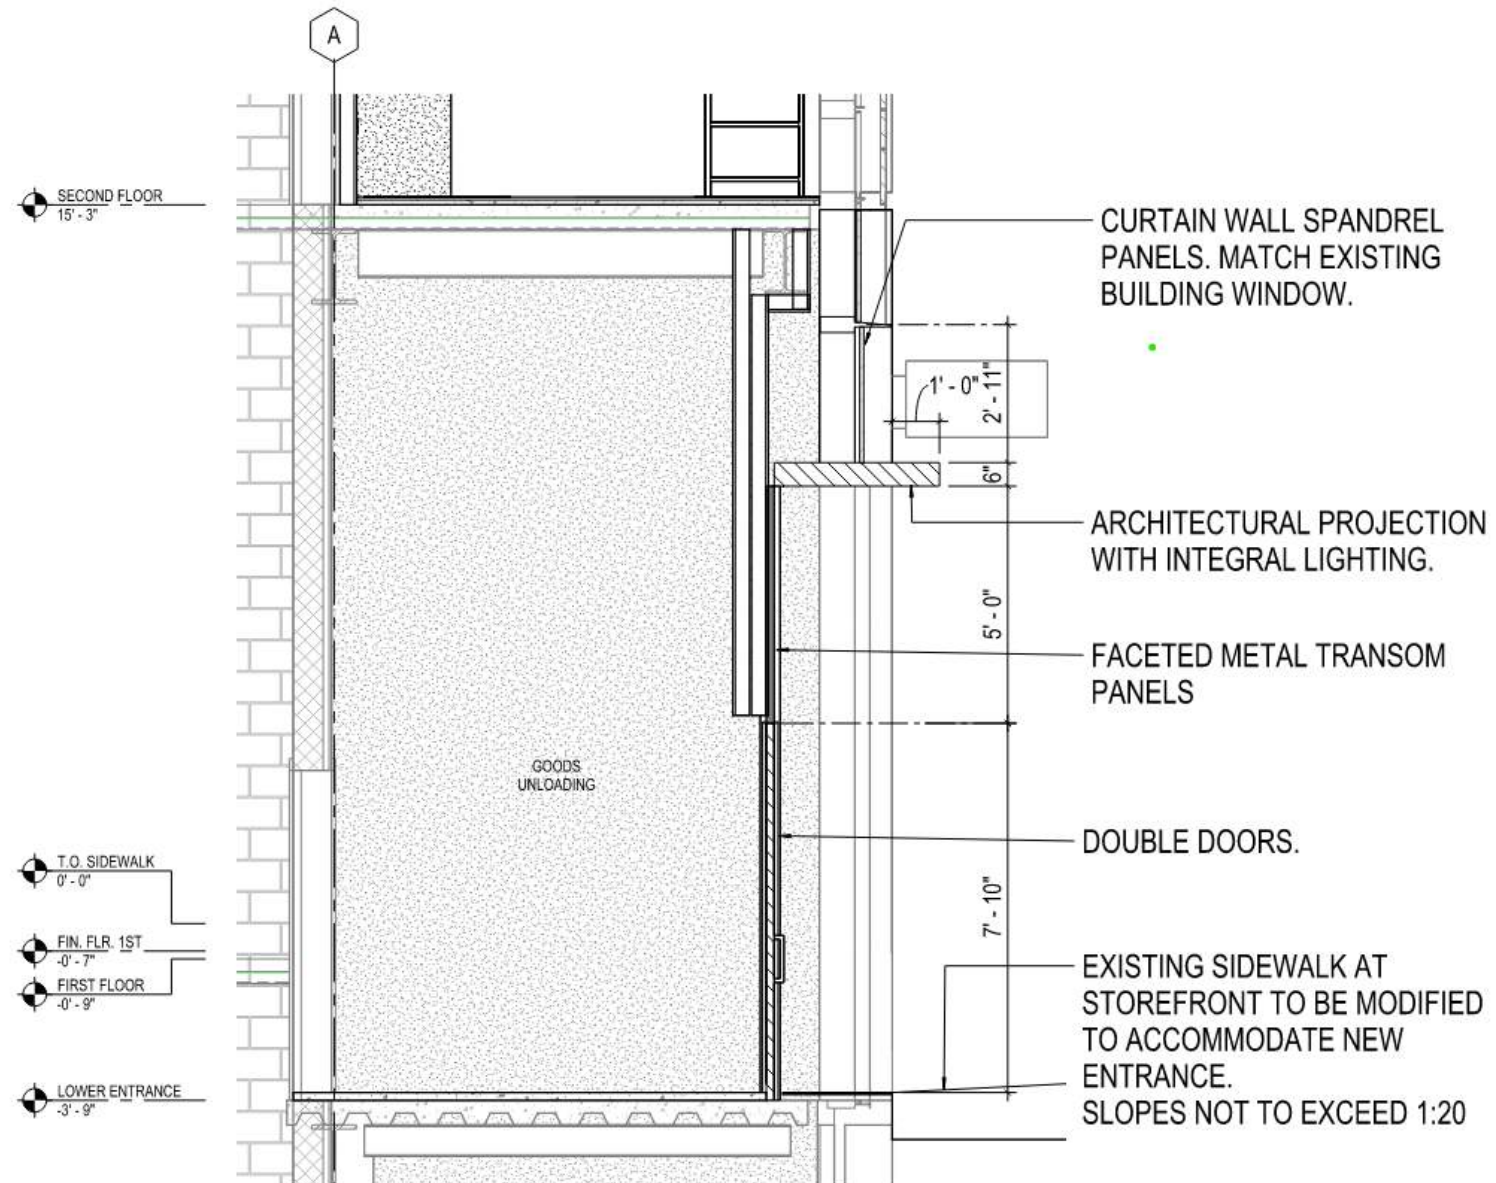 A
SECOND FLOOR
15' - 3"
CURTAIN WALL SPANDREL
PANELS. MATCH EXISTING
BUILDING WINDOW.
1' - 0"
2' - 11"
6"
ARCHITECTURAL PROJECTION
WITH INTEGRAL LIGHTING.
5' - 0"
FACETED METAL TRANSOM
PANELS
GOODS
UNLOADING
DOUBLE DOORS.
7' - 10"
T.O. SIDEWALK
0' - 0"
FIN. FLR. 1ST
-0' - 7"
FIRST FLOOR
-0' - 9"
EXISTING SIDEWALK AT
STOREFRONT TO BE MODIFIED
TO ACCOMMODATE NEW
ENTRANCE.
SLOPES NOT TO EXCEED 1:20
LOWER ENTRANCE
-3' - 9"